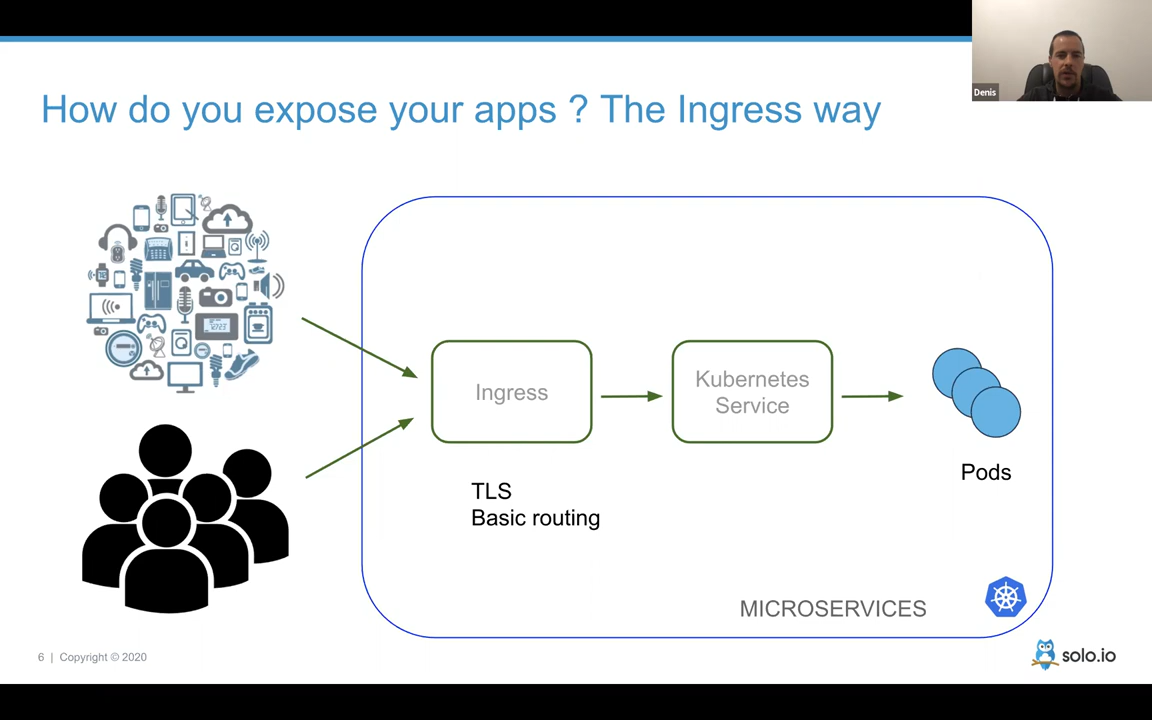 Denis
How do you expose your apps ? The Ingress way
Ingress
Kubernetes
Service
TLS
Basic routing
Pods
MICROSERVICES
6 | Copyright © 2020
solo.io